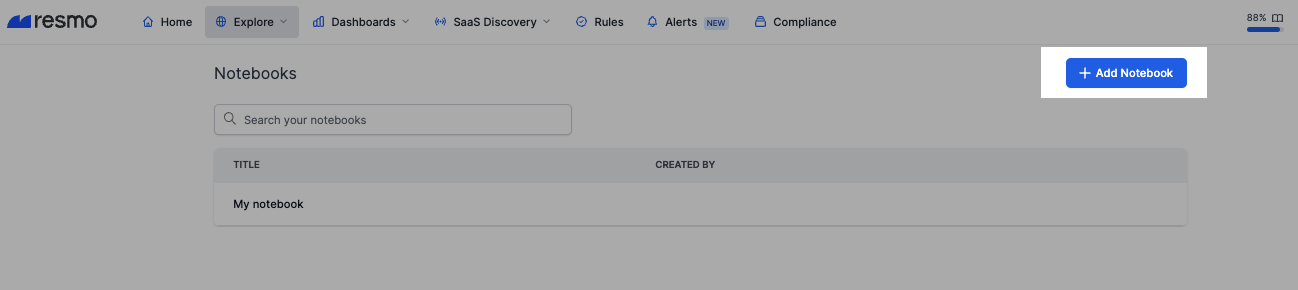 resmo Home Explore Dashboards SaaS Discovery Rules Alerts NEW Compliance 88%
Notebooks + Add Notebook
Search your notebooks
TITLE CREATED BY
My notebook